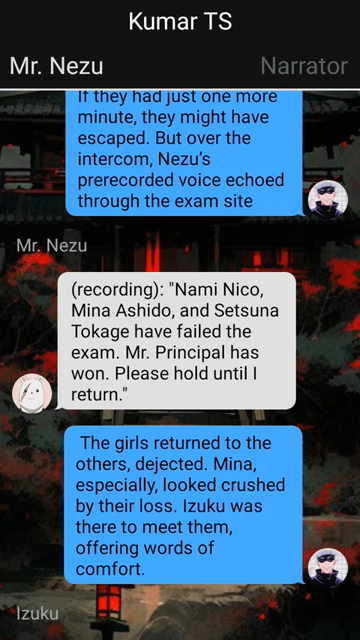 Kumar TS
Mr. Nezu
Narrator
If they had just one more
minute, they might have
escaped. But over the
intercom, Nezu's
prerecorded voice echoed
through the exam site
Mr. Nezu
(recording): "Nami Nico,
Mina Ashido, and Setsuna
Tokage have failed the
exam. Mr. Principal has
won. Please hold until I
return."
The girls returned to the
others, dejected. Mina,
especially, looked crushed
by their loss. Izuku was
there to meet them,
offering words of
comfort.
Izuku